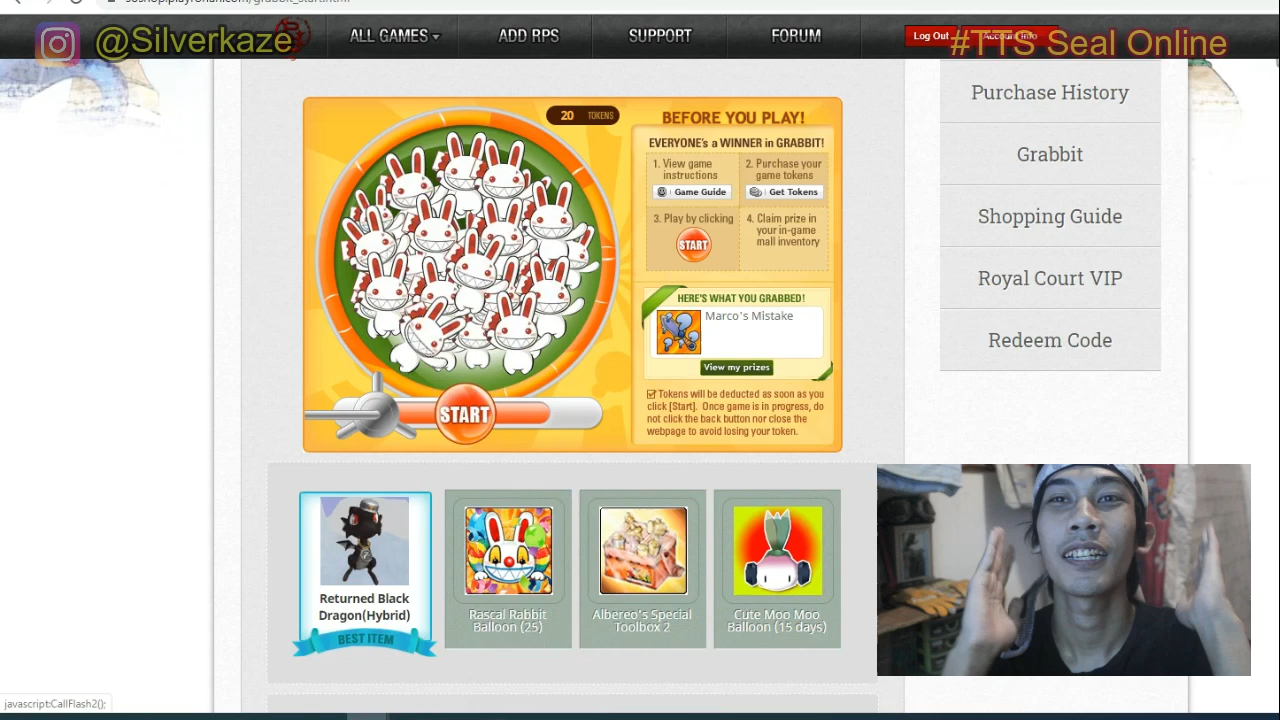 @Silverkaze
ALL GAMES
ADD RPS
SUPPORT
FORUM
Log Out
#TTS Seal Online
Purchase History
Grabbit
Shopping Guide
Royal Court VIP
Redeem Code
20 TOKENS
BEFORE YOU PLAY!
EVERYONE's a WINNER in GRABBIT!
1. View game
instructions
Game Guide
2. Purchase your
game tokens
Get Tokens
3. Play by clicking
START
4. Claim prize in
your in-game
mall inventory
HERE'S WHAT YOU GRABBED!
Marco's Mistake
View my prizes
Tokens will be deducted as soon as you
click [Start]. Once game is in progress, do
not click the back button nor close the
webpage to avoid losing your token.
START
Returned Black
Dragon(Hybrid)
BEST ITEM
Rascal Rabbit
Balloon (25)
Albereo's Special
Toolbox 2
Cute Moo Moo
Balloon (15 days)
javascript:CallFlash2();